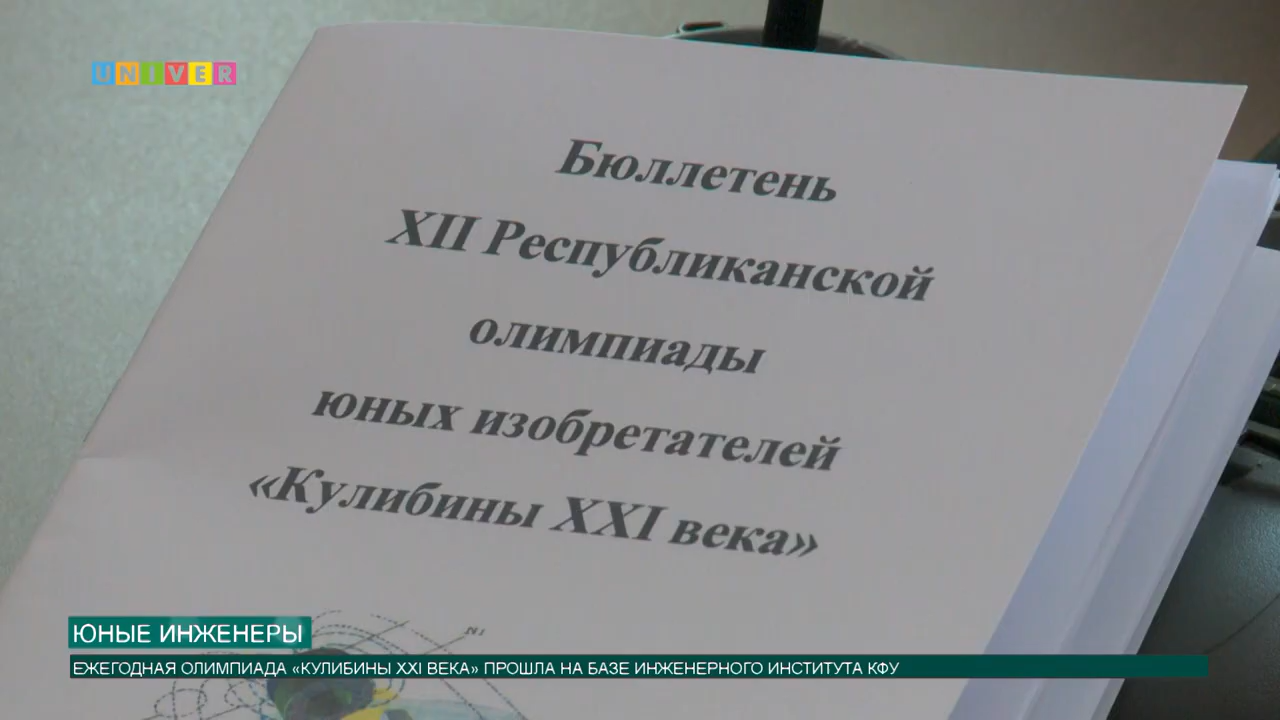 UNIVER
Бюллетень
XII Республиканской
олимпиады
юных изобретателей
«Кулибины XXI века»
N1
ЮНЫЕ ИНЖЕНЕРЫ
ЕЖЕГОДНАЯ ОЛИМПИАДА «КУЛИБИНЫ XXI ВЕКА» ПРОШЛА НА БАЗЕ ИНЖЕНЕРНОГО ИНСТИТУТА КФУ